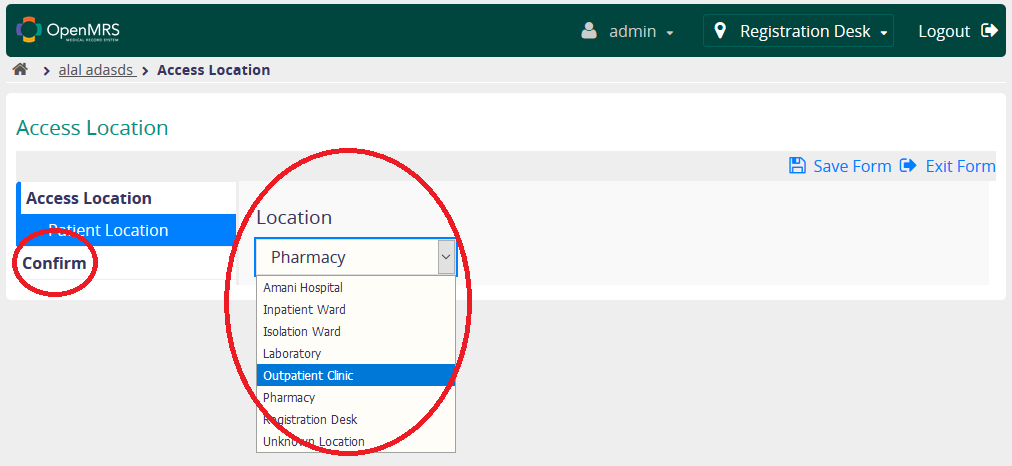 OpenMRS
MEDICAL RECORD SYSTEM
admin
Registration Desk
Logout
alal adasds
Access Location
Access Location
Save Form
Exit Form
Access Location
Patient Location
Confirm
Location
Pharmacy
Amani Hospital
Inpatient Ward
Isolation Ward
Laboratory
Outpatient Clinic
Pharmacy
Registration Desk
Unknown Location